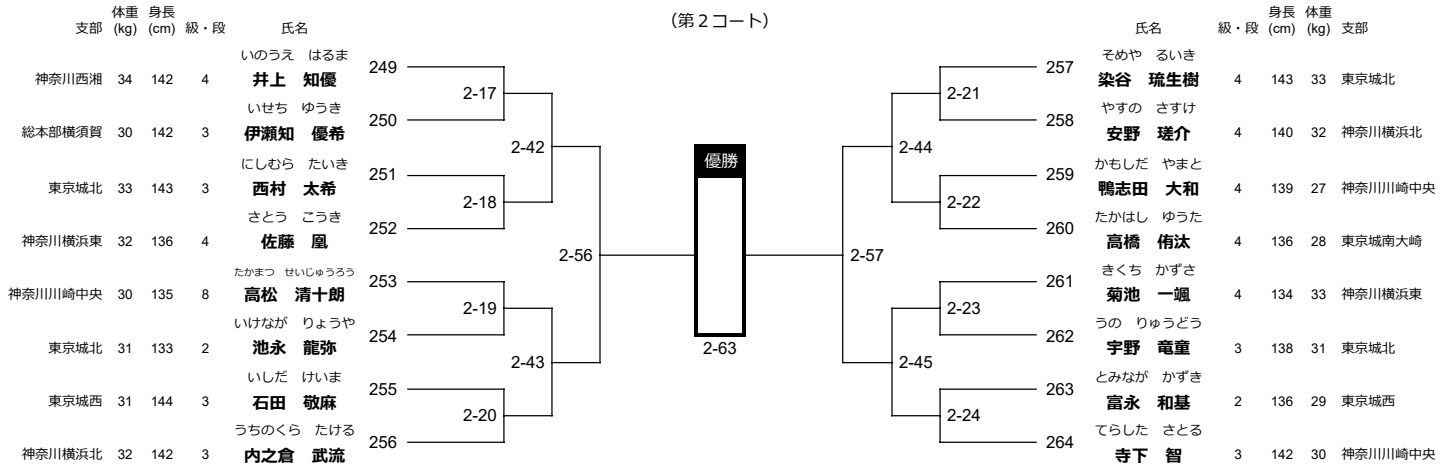 (第２コート)
支部 体重(kg) 身長(cm) 級・段 氏名
いのうえ はるま
神奈川西湘 34 142 4 井上 知優 249
いせち ゆうき
総本部横須賀 30 142 3 伊瀬知 優希 250
にしむら たいき
東京城北 33 143 3 西村 太希 251
さとう こうき
神奈川横浜東 32 136 4 佐藤 凰 252
たかまつ せいじゅうろう
神奈川川崎中央 30 135 8 高松 清十朗 253
いけなが りょうや
東京城北 31 133 2 池永 龍弥 254
いしだ けいま
東京城西 31 144 3 石田 敬麻 255
うちのくら たける
神奈川横浜北 32 142 3 内之倉 武流 256
2-17
2-18
2-19
2-20
2-42
2-43
2-56
優勝
2-63
2-57
2-44
2-45
2-21
2-22
2-23
2-24
氏名 級・段 身長(cm) 体重(kg) 支部
そめや るいき
257 染谷 琉生樹 4 143 33 東京城北
やすの さすけ
258 安野 瑳介 4 140 32 神奈川横浜北
かもしだ やまと
259 鴨志田 大和 4 139 27 神奈川川崎中央
たかはし ゆうた
260 高橋 侑汰 4 136 28 東京城南大崎
きくち かずさ
261 菊池 一颯 4 134 33 神奈川横浜東
うの りゅうどう
262 宇野 竜童 3 138 31 東京城北
とみなが かずき
263 富永 和基 2 136 29 東京城西
てらした さとる
264 寺下 智 3 142 30 神奈川川崎中央